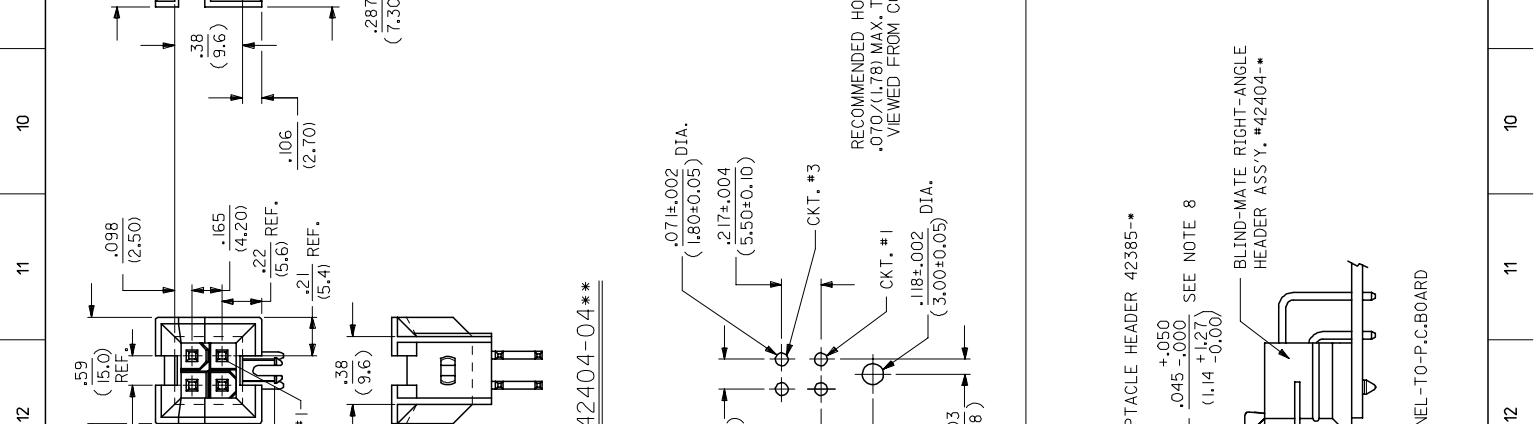 10
11
12
.38
(9.6)
.287
(7.30
.106
(2.70)
.098
(2.50)
.165
(4.20)
.22 REF.
(5.6)
.21 REF.
(5.4)
.59
(15.0)
REF.
#1
.38
(9.6)
42404-04**
RECOMMENDED HO
.070/(1.78) MAX. T
VIEWED FROM C
.071±.002 DIA.
(1.80±0.05)
.217±.004
(5.50±0.10)
CKT. #3
CKT. #1
.118±.002 DIA.
(3.00±0.05)
03
8)
)
PTACLE HEADER 42385-*
.045 +.050 -.000 SEE NOTE 8
(1.14 +1.27 -0.00)
BLIND-MATE RIGHT-ANGLE
HEADER ASS'Y. #42404-*
NEL-TO-P.C.BOARD
10
11
12